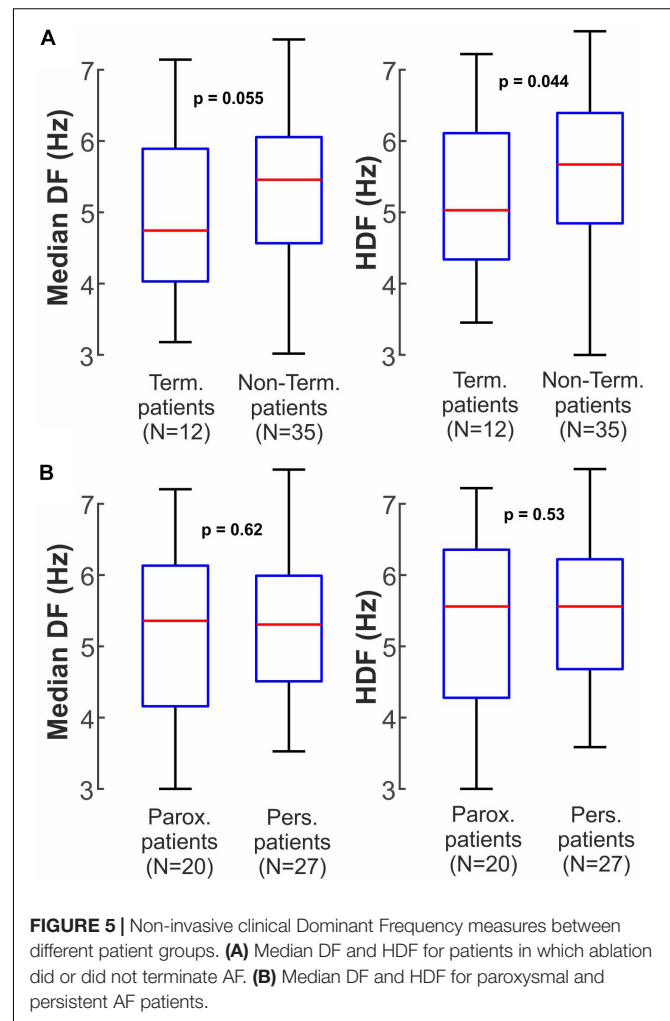 A
Median DF (Hz)
7
6
5
4
3
p = 0.055
Term.
patients
(N=12)
Non-Term.
patients
(N=35)
HDF (Hz)
7
6
5
4
3
p = 0.044
Term.
patients
(N=12)
Non-Term.
patients
(N=35)
B
Median DF (Hz)
7
6
5
4
3
p = 0.62
Parox.
patients
(N=20)
Pers.
patients
(N=27)
HDF (Hz)
7
6
5
4
3
p = 0.53
Parox.
patients
(N=20)
Pers.
patients
(N=27)
FIGURE 5 | Non-invasive clinical Dominant Frequency measures between
different patient groups. (A) Median DF and HDF for patients in which ablation
did or did not terminate AF. (B) Median DF and HDF for paroxysmal and
persistent AF patients.